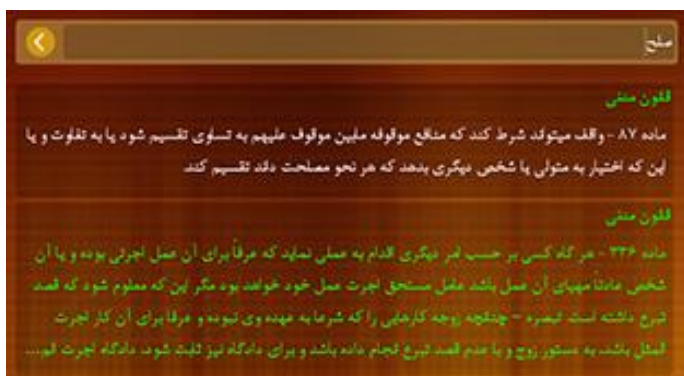 صلح
قانون مدنی
ماده ۸۷ - واقف میتواند شرط کند که منافع موقوفه مابین موقوف علیهم به تساوی تقسیم شود یا به تفاوت و یا
این که اختیار به متولی یا شخص دیگری بدهد که هر نحو مصلحت داند تقسیم کند.
قانون مدنی
ماده ۳۳۶ - هر گاه کسی بر حسب امر دیگری اقدام به عملی نماید که عرفاً برای آن عمل اجرتی بوده و یا آن
شخص عادتاً مهیای آن عمل باشد عامل مستحق اجرت عمل خود خواهد بود مگر این که معلوم شود که قصد
تبرع داشته است تبصره - چنانچه زوجه کارهایی را که شرعا به عهده وی نبوده و عرفا برای آن کار اجرت
المثل باشد، به دستور زوج و با عدم قصد تبرع انجام داده باشد و برای دادگاه نیز ثابت شود، دادگاه اجرت الم...